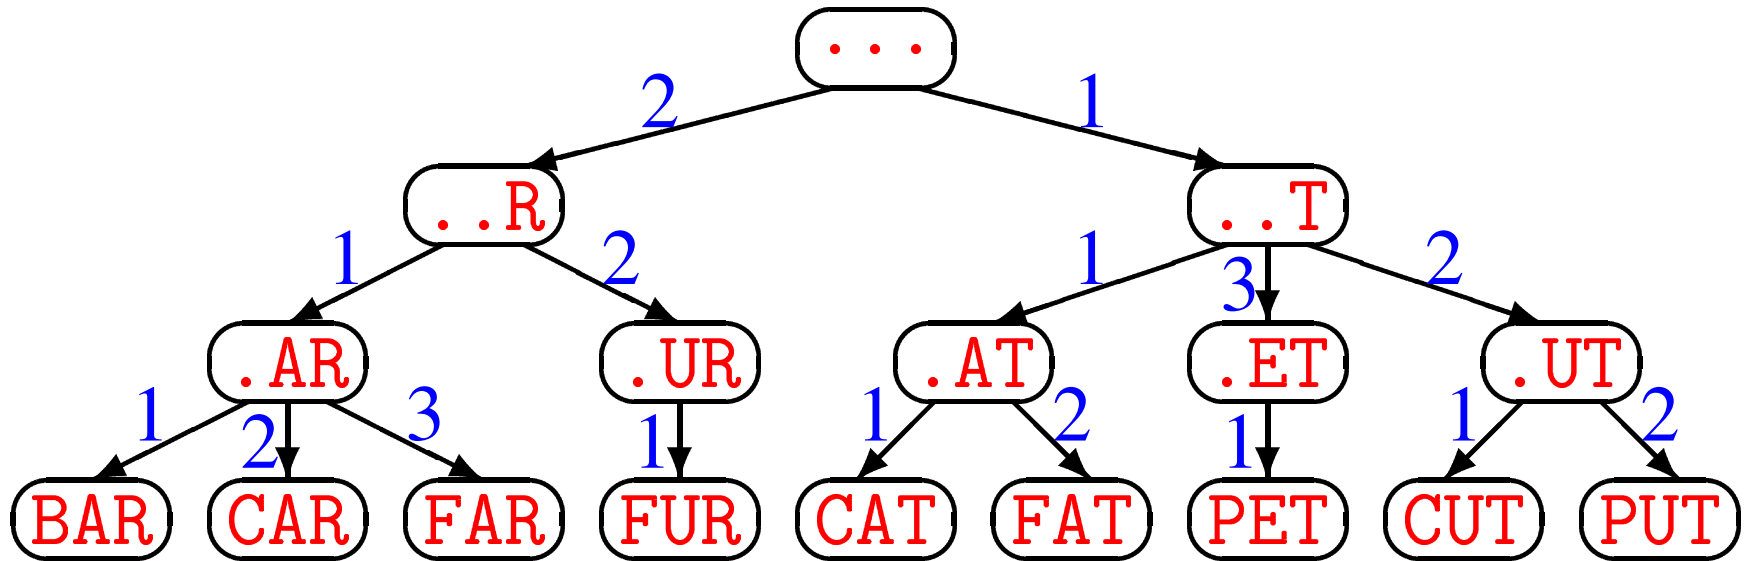 ...
2 1
..R ..T
1 2 1 3 2
.AR .UR .AT .ET .UT
1 2 3 1 1 2 1 1 2
BAR CAR FAR FUR CAT FAT PET CUT PUT